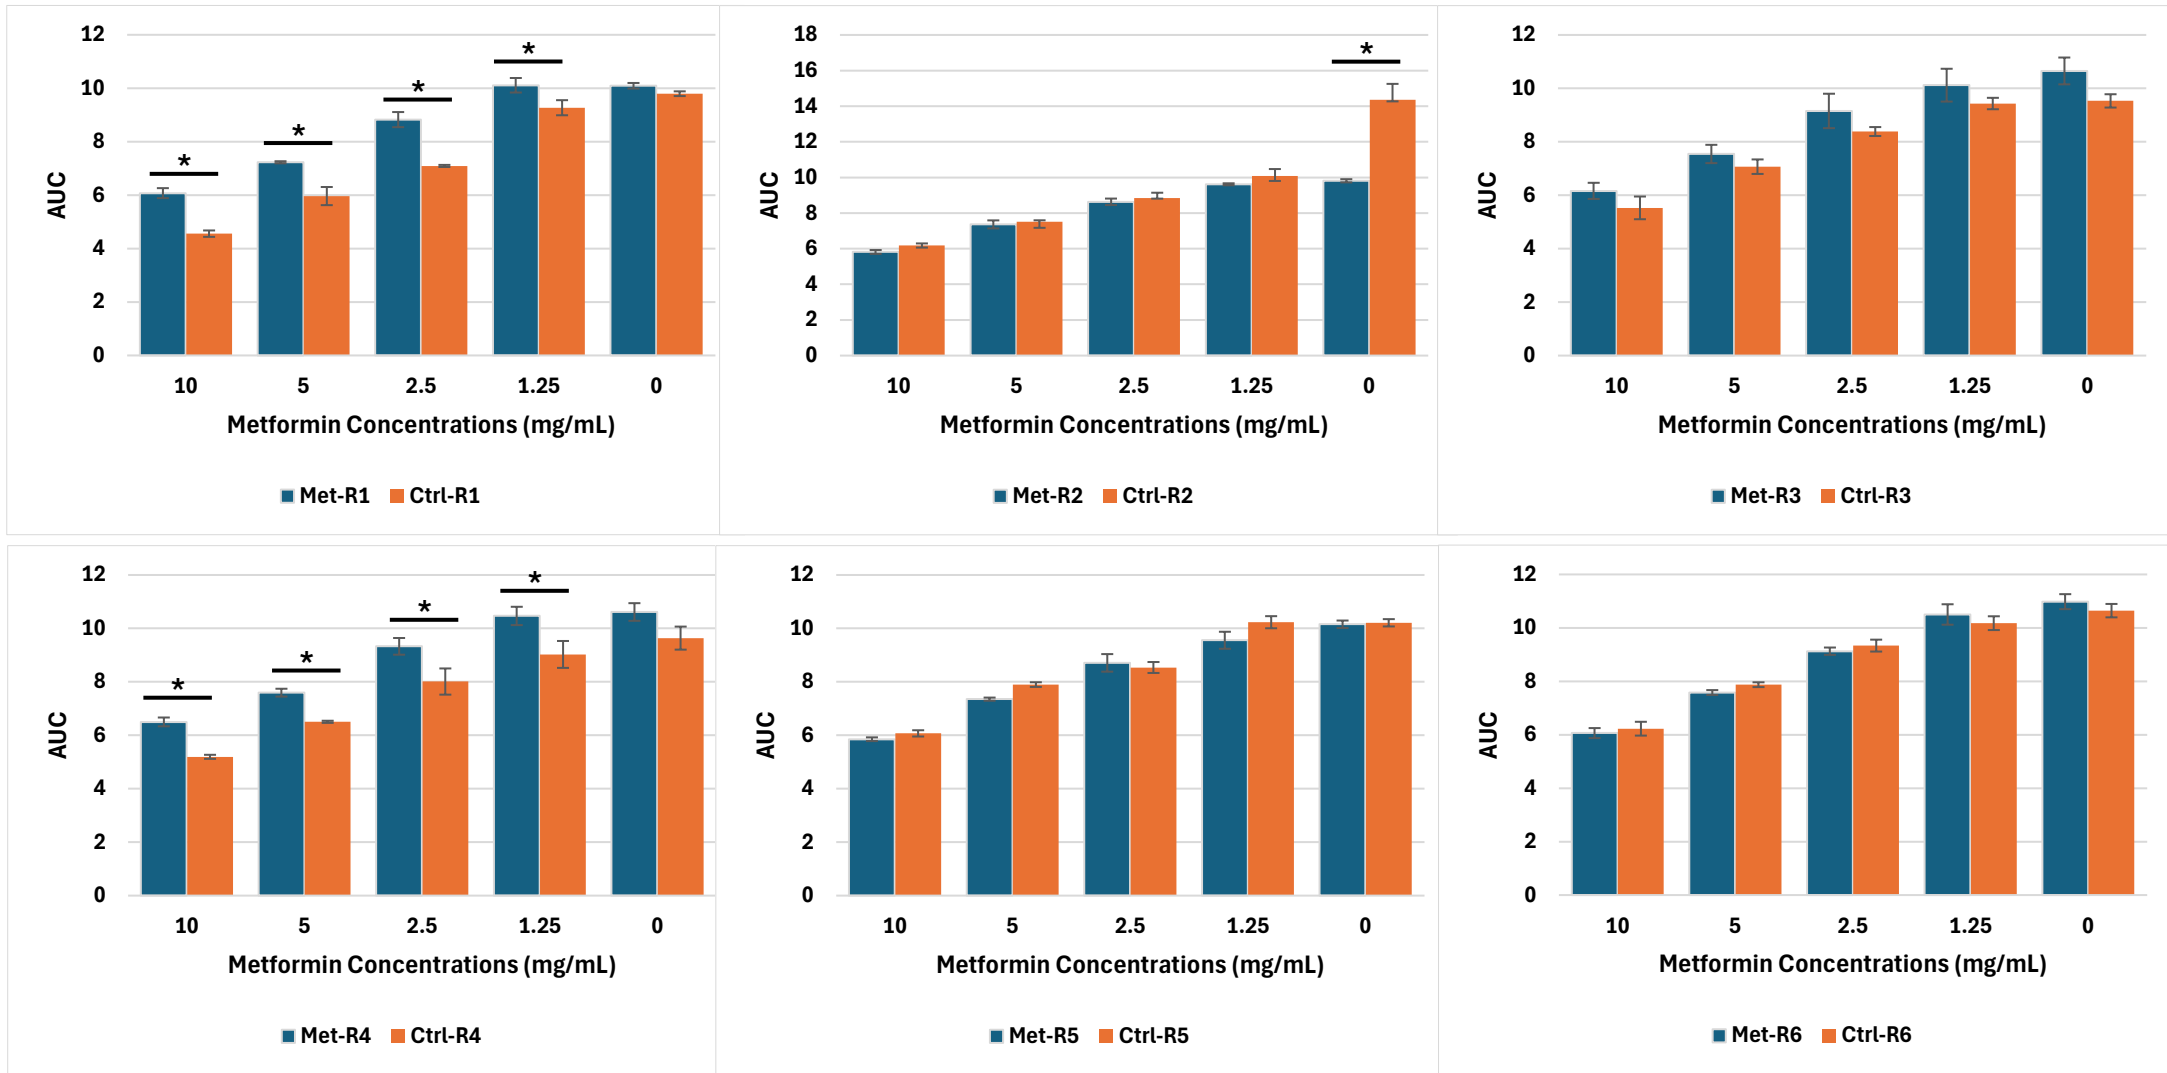 12
10
8
6
4
2
0
AUC
* * * *
10 5 2.5 1.25 0
Metformin Concentrations (mg/mL)
Met-R1 Ctrl-R1
18
16
14
12
10
8
6
4
2
0
AUC
*
10 5 2.5 1.25 0
Metformin Concentrations (mg/mL)
Met-R2 Ctrl-R2
12
10
8
6
4
2
0
AUC
10 5 2.5 1.25 0
Metformin Concentrations (mg/mL)
Met-R3 Ctrl-R3
12
10
8
6
4
2
0
AUC
* * * *
10 5 2.5 1.25 0
Metformin Concentrations (mg/mL)
Met-R4 Ctrl-R4
12
10
8
6
4
2
0
AUC
10 5 2.5 1.25 0
Metformin Concentrations (mg/mL)
Met-R5 Ctrl-R5
12
10
8
6
4
2
0
AUC
10 5 2.5 1.25 0
Metformin Concentrations (mg/mL)
Met-R6 Ctrl-R6